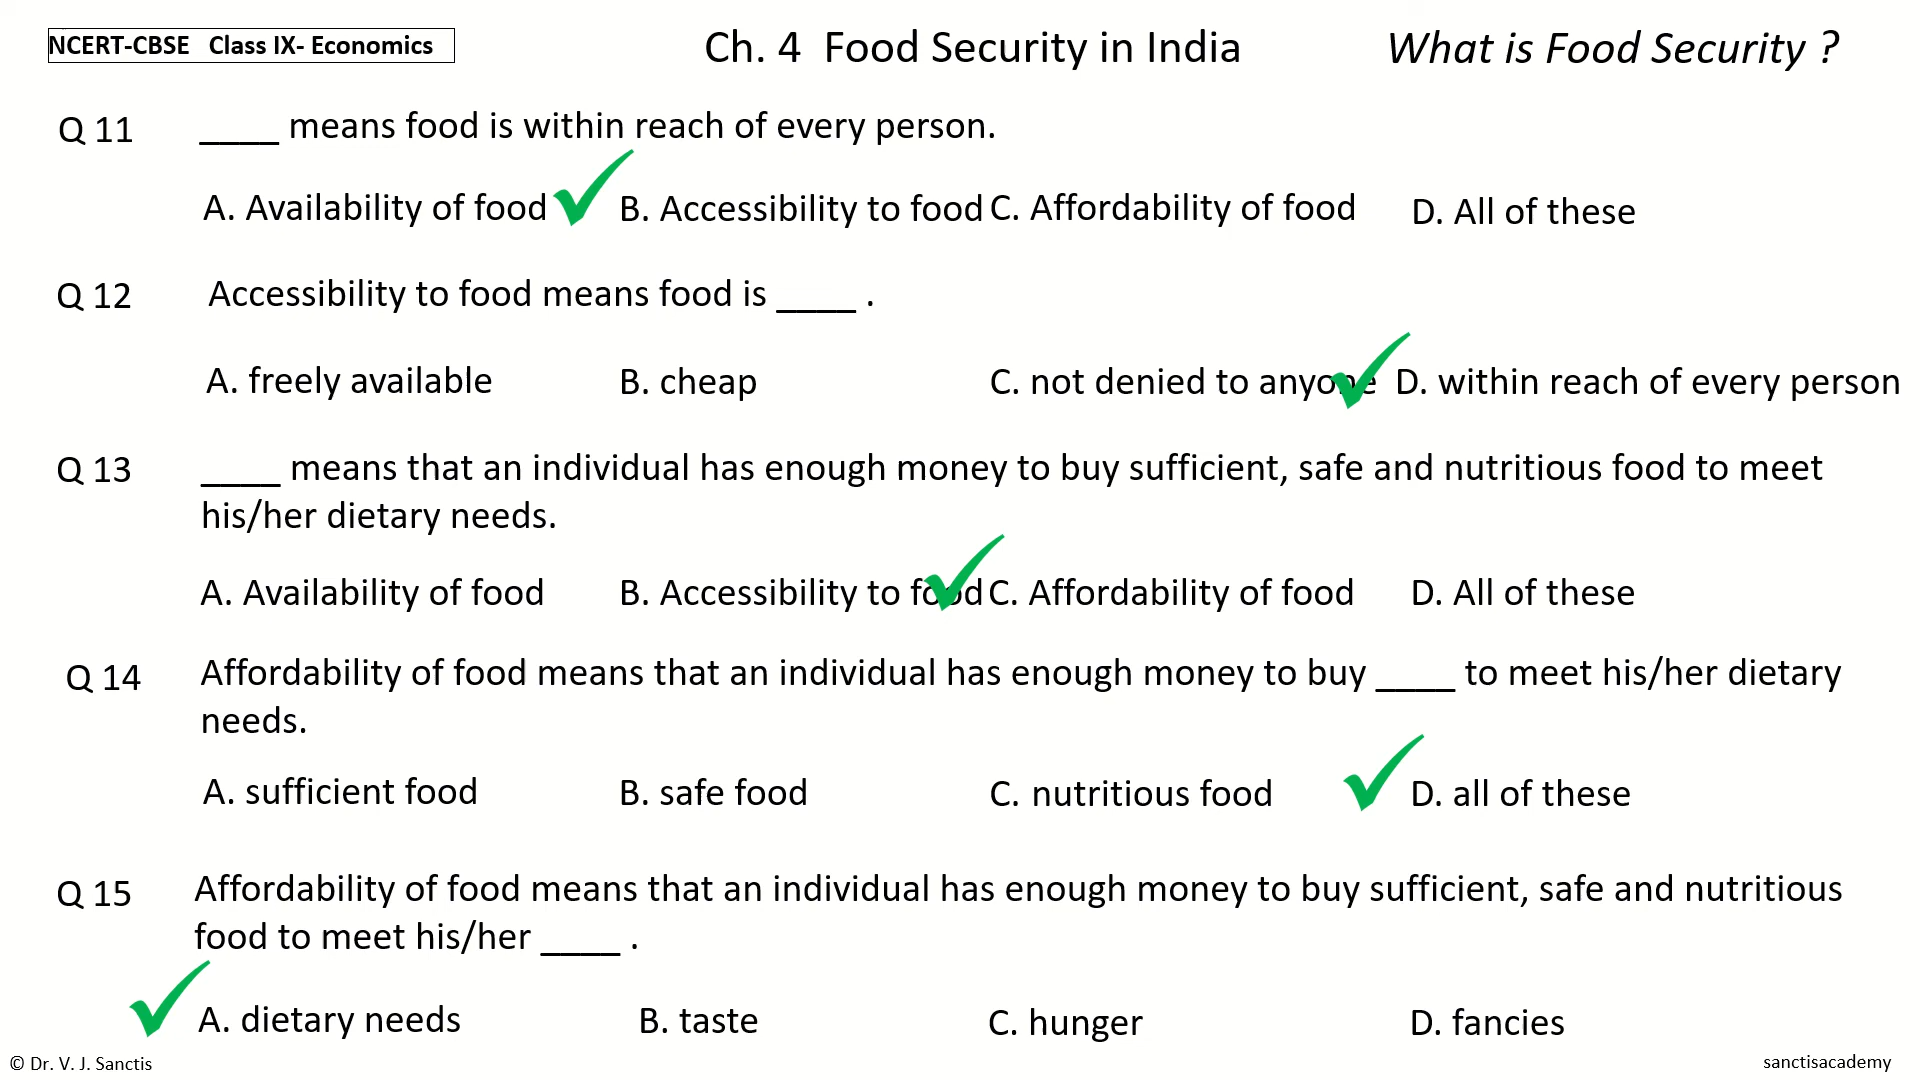 NCERT-CBSE Class IX- Economics
Ch. 4 Food Security in India
What is Food Security ?
Q 11 ____ means food is within reach of every person.
A. Availability of food B. Accessibility to food C. Affordability of food D. All of these
Q 12 Accessibility to food means food is ____ .
A. freely available B. cheap C. not denied to anyone D. within reach of every person
Q 13 ____ means that an individual has enough money to buy sufficient, safe and nutritious food to meet
his/her dietary needs.
A. Availability of food B. Accessibility to food C. Affordability of food D. All of these
Q 14 Affordability of food means that an individual has enough money to buy ____ to meet his/her dietary
needs.
A. sufficient food B. safe food C. nutritious food D. all of these
Q 15 Affordability of food means that an individual has enough money to buy sufficient, safe and nutritious
food to meet his/her ____ .
A. dietary needs B. taste C. hunger D. fancies
© Dr. V. J. Sanctis
sanctisacademy